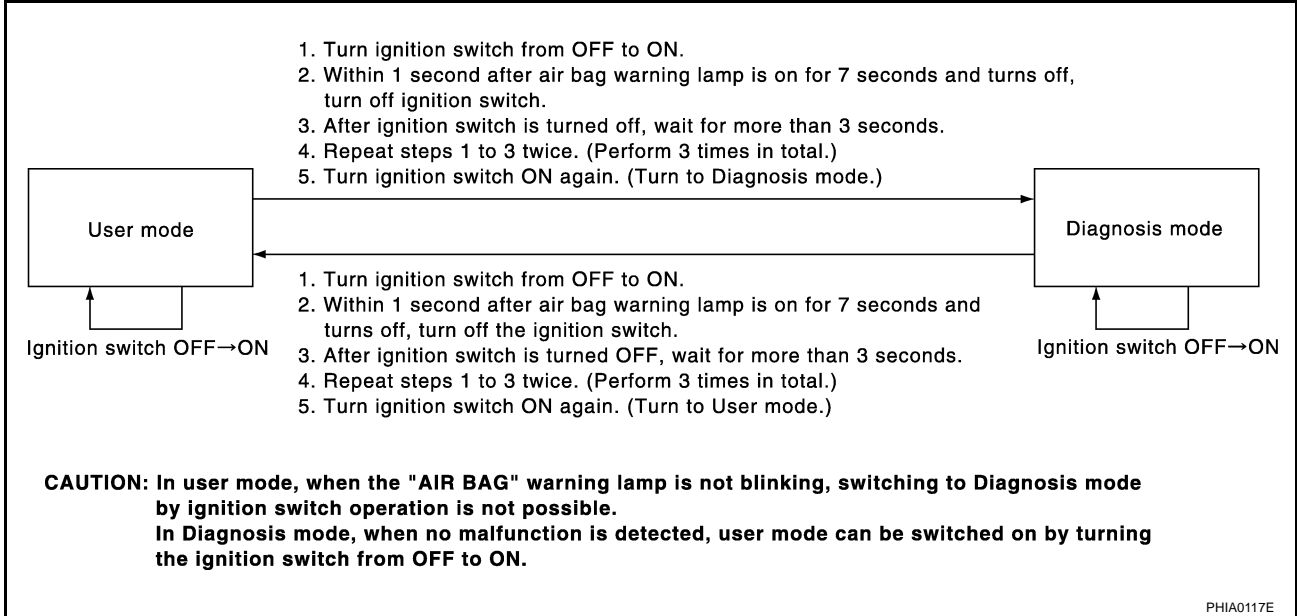 1. Turn ignition switch from OFF to ON.
2. Within 1 second after air bag warning lamp is on for 7 seconds and turns off,
turn off ignition switch.
3. After ignition switch is turned off, wait for more than 3 seconds.
4. Repeat steps 1 to 3 twice. (Perform 3 times in total.)
5. Turn ignition switch ON again. (Turn to Diagnosis mode.)
User mode
Diagnosis mode
1. Turn ignition switch from OFF to ON.
2. Within 1 second after air bag warning lamp is on for 7 seconds and
turns off, turn off the ignition switch.
3. After ignition switch is turned OFF, wait for more than 3 seconds.
4. Repeat steps 1 to 3 twice. (Perform 3 times in total.)
5. Turn ignition switch ON again. (Turn to User mode.)
Ignition switch OFF→ON
Ignition switch OFF→ON
CAUTION: In user mode, when the "AIR BAG" warning lamp is not blinking, switching to Diagnosis mode
by ignition switch operation is not possible.
In Diagnosis mode, when no malfunction is detected, user mode can be switched on by turning
the ignition switch from OFF to ON.
PHIA0117E